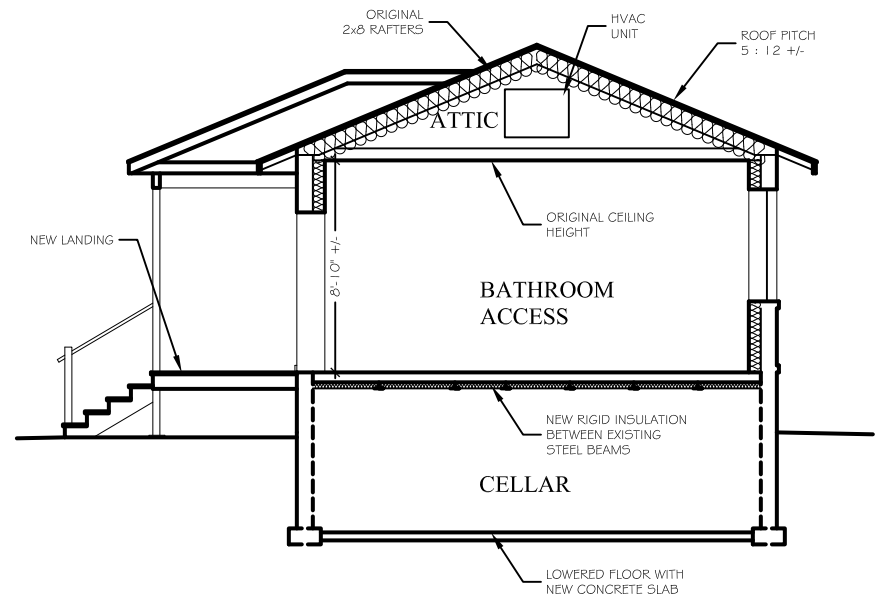 ORIGINAL
2x8 RAFTERS
HVAC
UNIT
ROOF PITCH
5 : 12 +/-
ATTIC
ORIGINAL CEILING
HEIGHT
NEW LANDING
8'-10" +/-
BATHROOM
ACCESS
NEW RIGID INSULATION
BETWEEN EXISTING
STEEL BEAMS
CELLAR
LOWERED FLOOR WITH
NEW CONCRETE SLAB